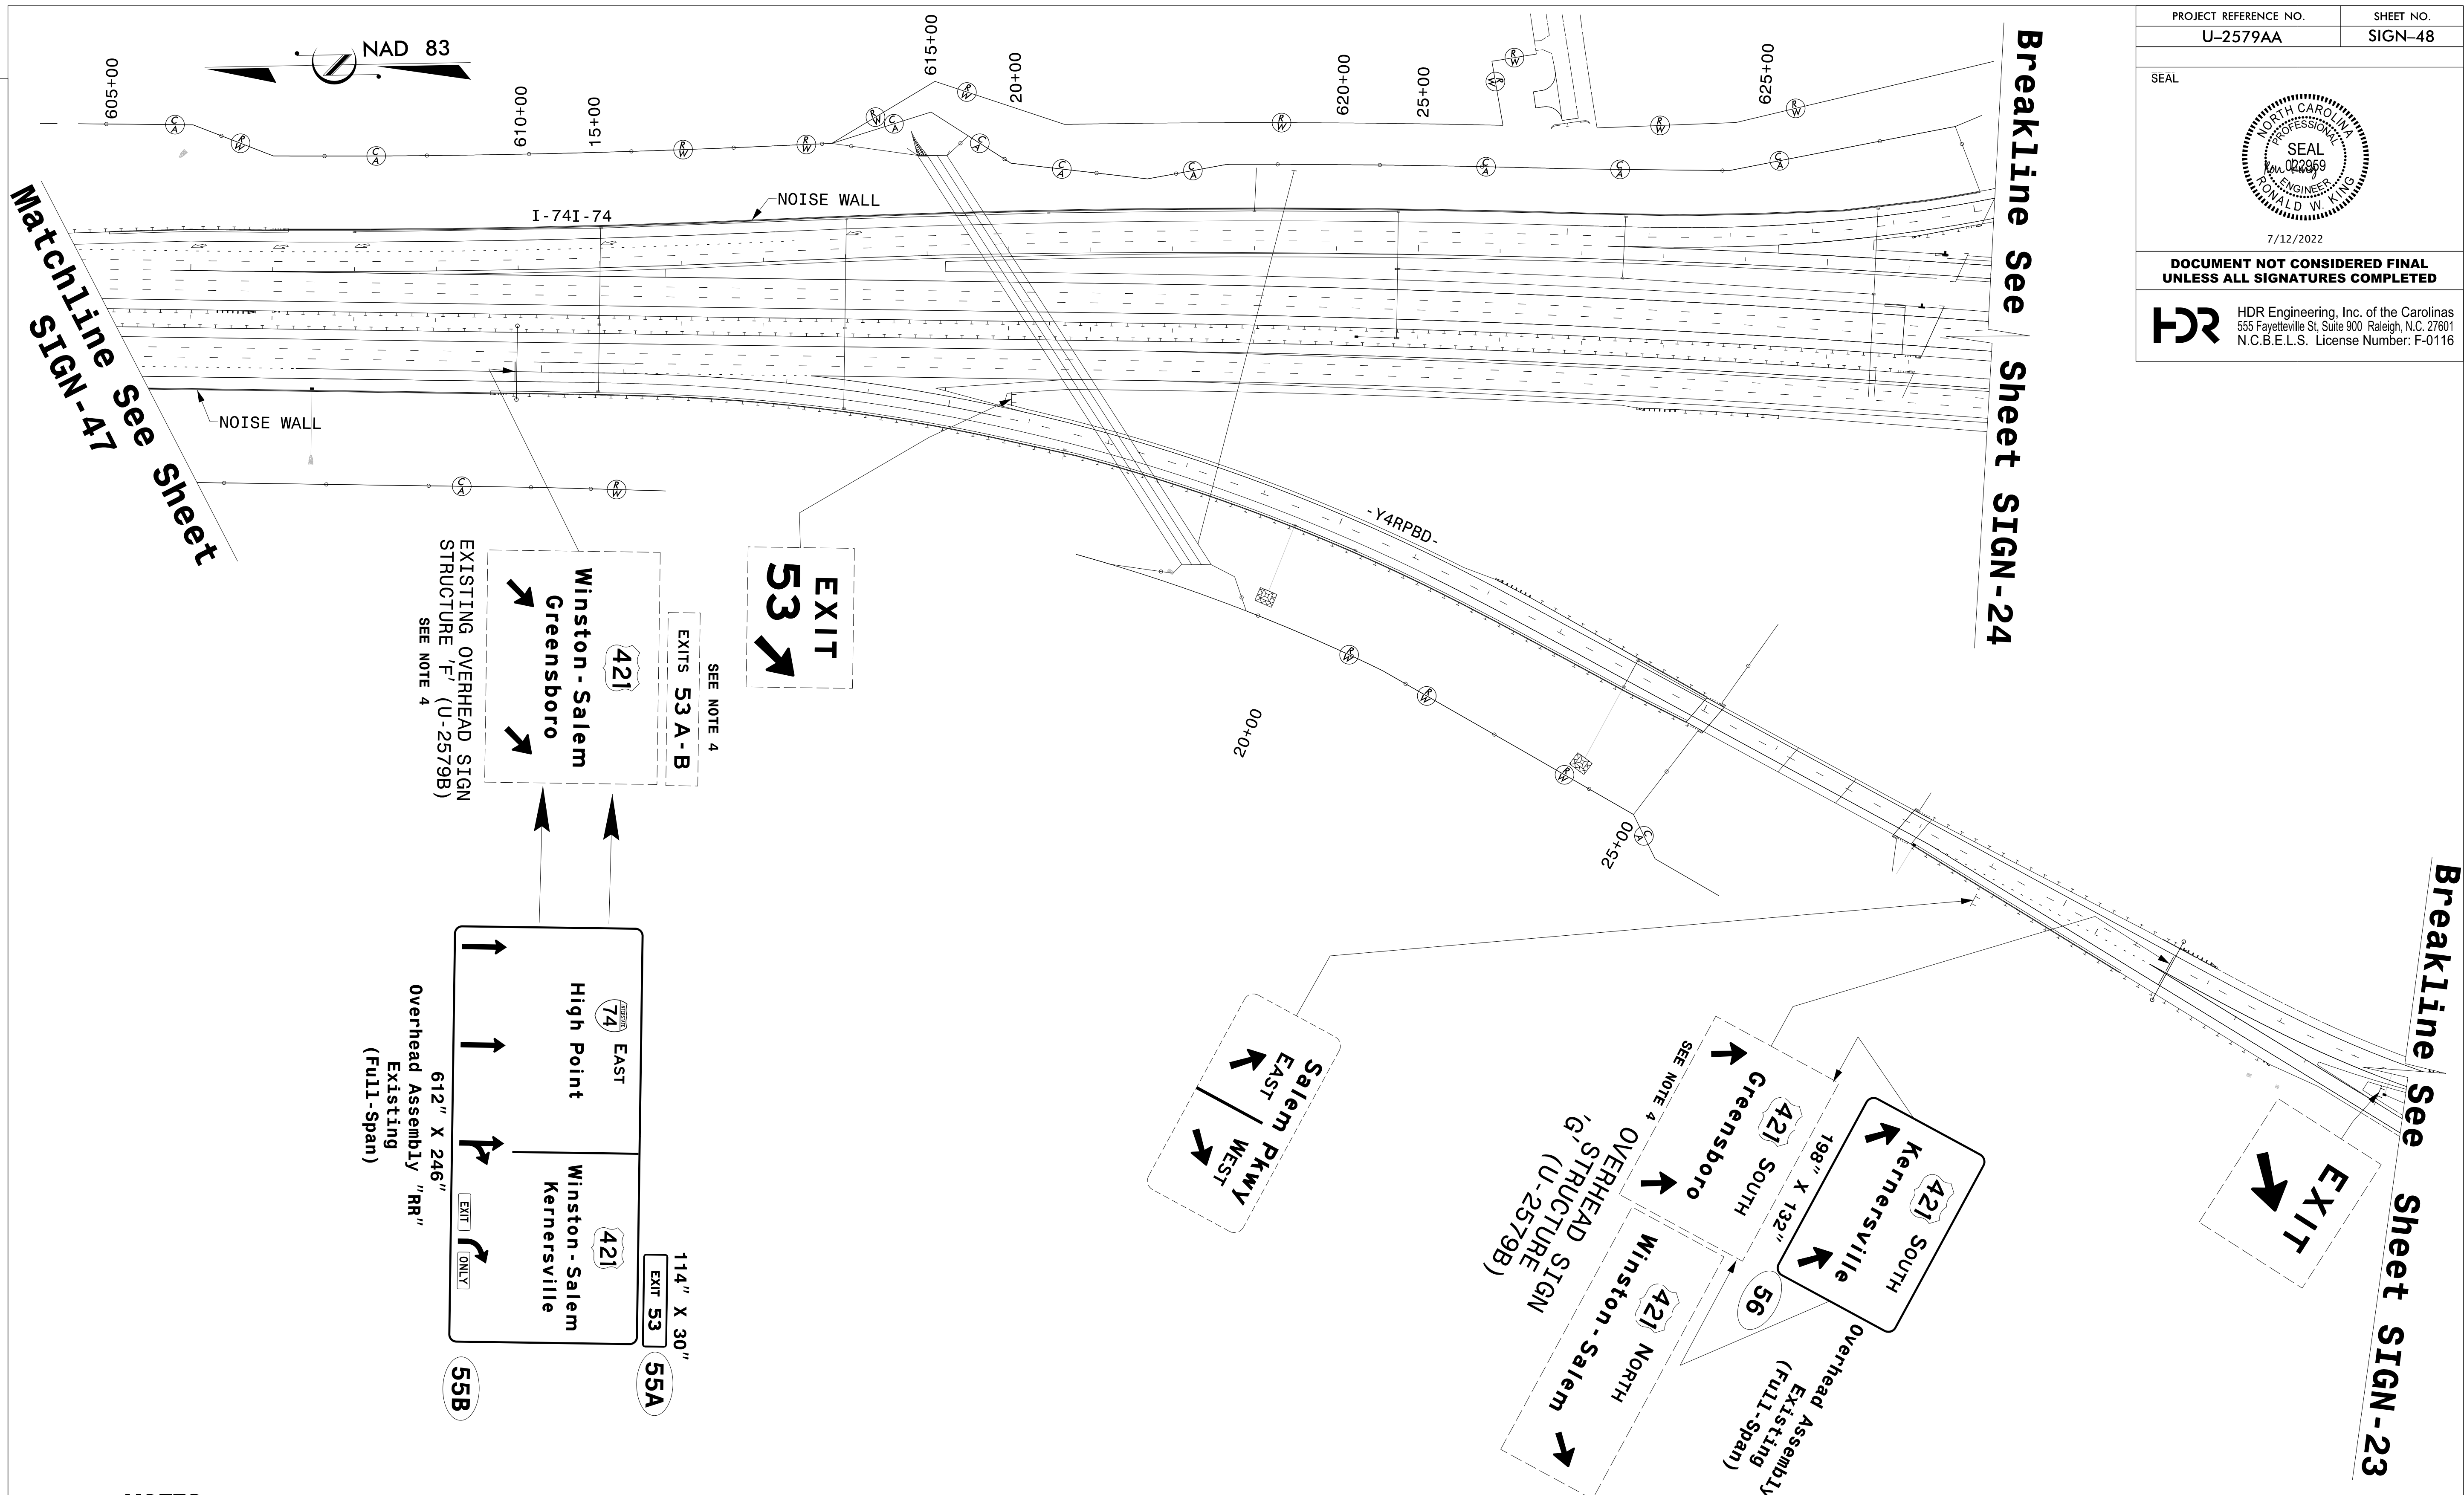 PROJECT REFERENCE NO.
SHEET NO.
U-2579AA
SIGN-48
SEAL
NORTH CAROLINA
PROFESSIONAL
SEAL
022959
ENGINEER
RONALD W. KING
7/12/2022
DOCUMENT NOT CONSIDERED FINAL
UNLESS ALL SIGNATURES COMPLETED
HDR
HDR Engineering, Inc. of the Carolinas
555 Fayetteville St, Suite 900 Raleigh, N.C. 27601
N.C.B.E.L.S. License Number: F-0116
NAD 83
605+00
610+00
15+00
615+00
20+00
620+00
25+00
625+00
Breakline See Sheet SIGN-24
Matchline See Sheet
SIGN-47
I-74I-74
NOISE WALL
NOISE WALL
-Y4RPBD-
20+00
25+00
EXIT
53
SEE NOTE 4
EXITS 53 A-B
421
Winston-Salem
Greensboro
EXISTING OVERHEAD SIGN
STRUCTURE 'F' (U-2579B)
SEE NOTE 4
114" X 30"
EXIT 53
55A
74 EAST
High Point
421
Winston-Salem
Kernersville
EXIT ONLY
55B
612" X 246"
Overhead Assembly "RR"
Existing
(Full-Span)
Salem Pkwy
EAST
WEST
421 SOUTH
Greensboro
SEE NOTE 4
421 NORTH
Winston-Salem
OVERHEAD SIGN
STRUCTURE
'G' (U-2579B)
421 SOUTH
Kernersville
198" X 132"
56
Overhead Assembly
Existing
(Full-Span)
EXIT
Breakline See Sheet SIGN-23